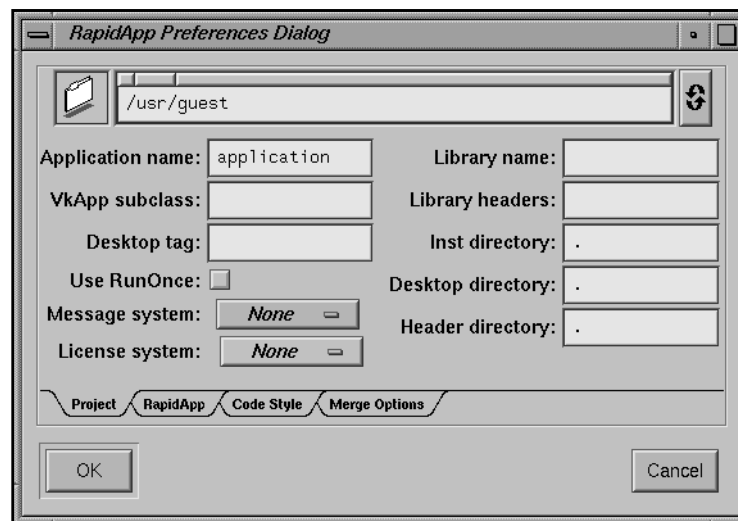 RapidApp Preferences Dialog
/usr/guest
Application name: application
VkApp subclass:
Desktop tag:
Use RunOnce:
Message system: None
License system: None
Library name:
Library headers:
Inst directory: .
Desktop directory: .
Header directory: .
Project RapidApp Code Style Merge Options
OK Cancel